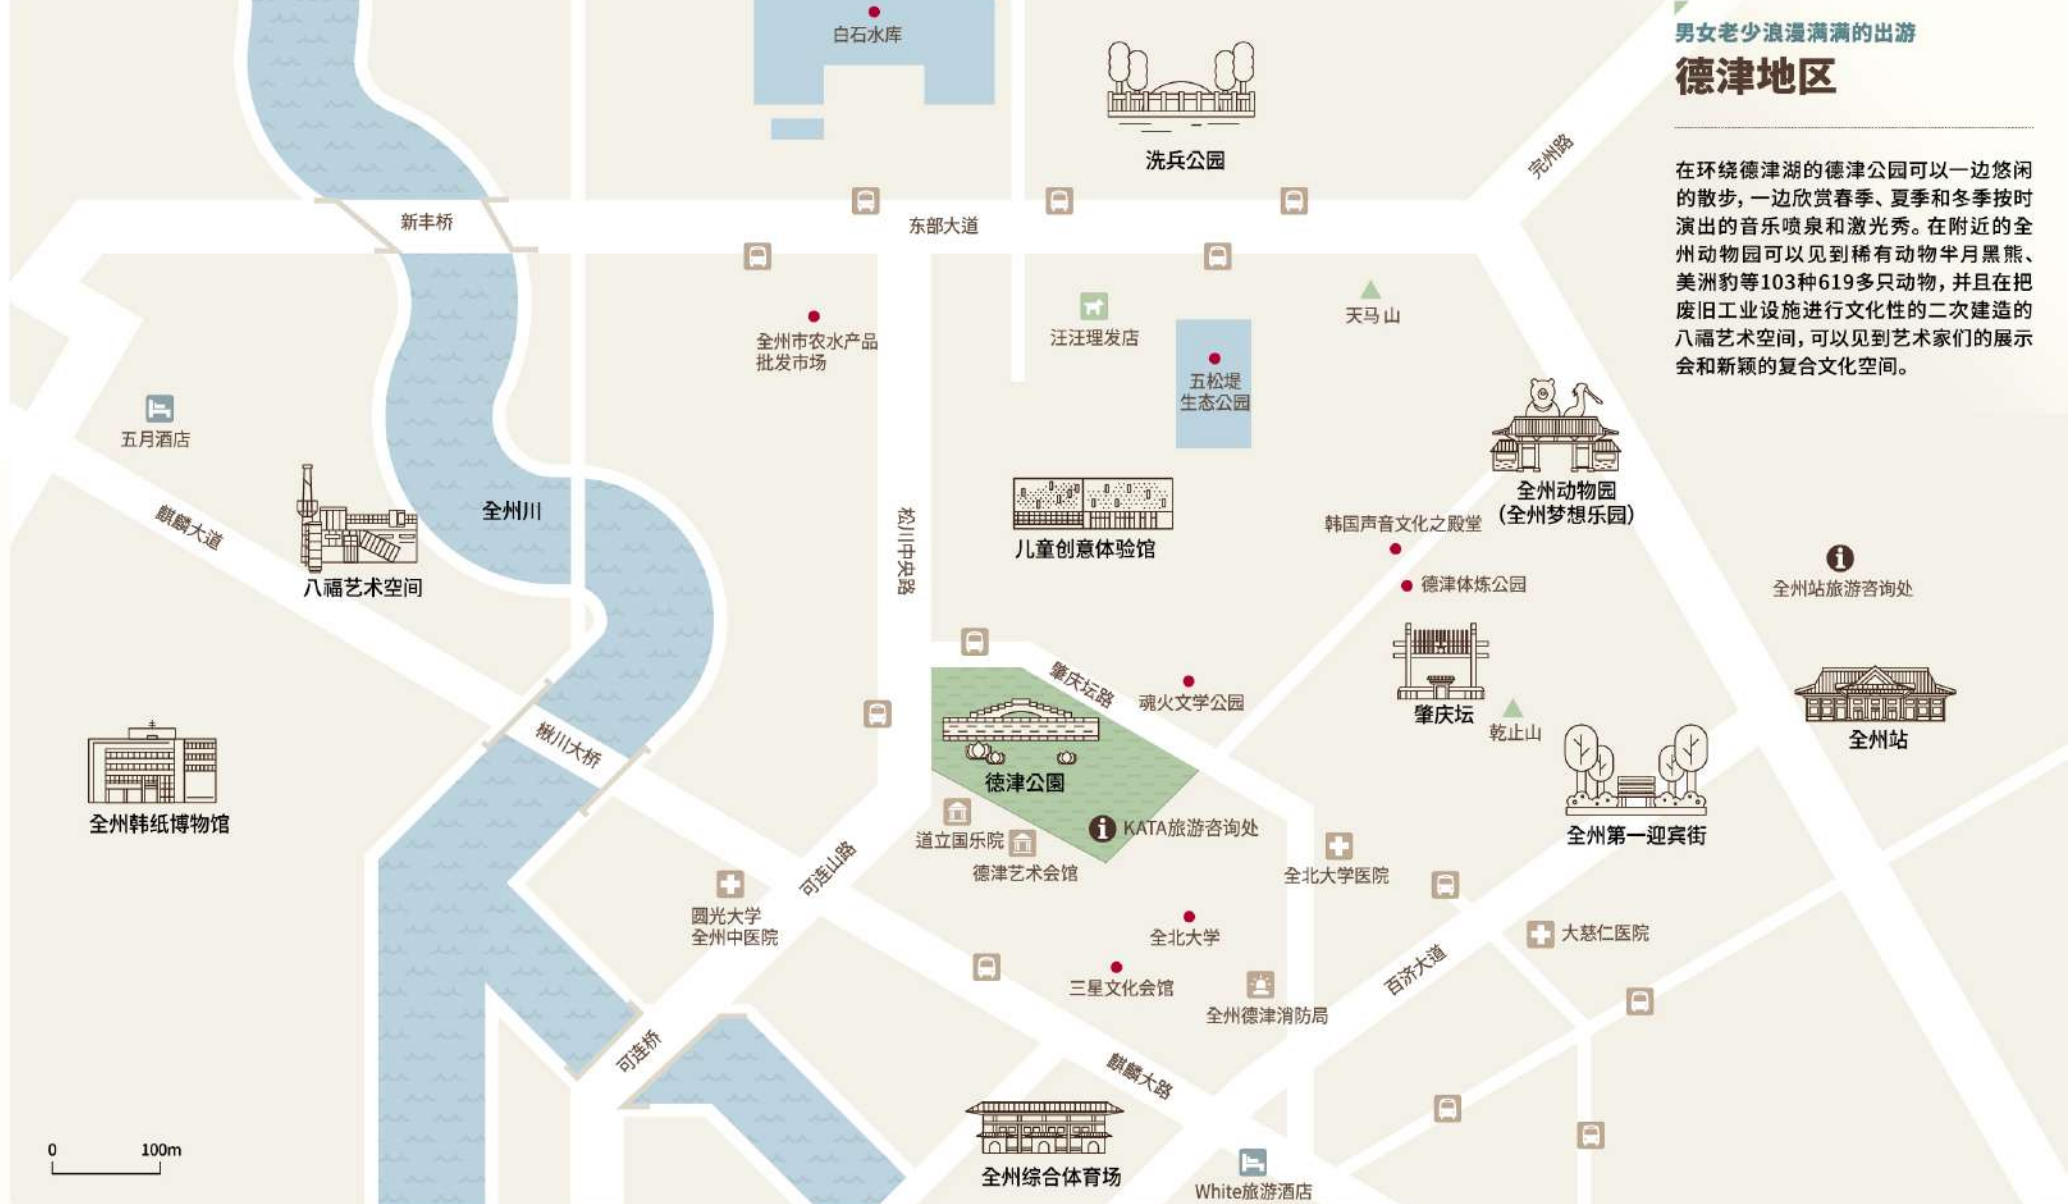 男女老少浪漫满满的出游
德津地区
在环绕德津湖的德津公园可以一边悠闲
的散步，一边欣赏春季、夏季和冬季按时
演出的音乐喷泉和激光秀。在附近的全
州动物园可以见到稀有动物半月黑熊、
美洲豹等103种619多只动物，并且在把
废旧工业设施进行文化性的二次建造的
八福艺术空间，可以见到艺术家们的展示
会和新颖的复合文化空间。
白石水库
洗兵公园
完州路
新丰桥
东部大道
全州市农水产品
批发市场
汪汪理发店
天马山
五松堤
生态公园
五月酒店
麒麟大道
全州川
八福艺术空间
松川中央路
儿童创意体验馆
全州动物园
(全州梦想乐园)
韩国声音文化之殿堂
德津体炼公园
全州站旅游咨询处
肇庆坛路
魂火文学公园
肇庆坛
乾止山
全州站
楸川大桥
徳津公園
全州韩纸博物馆
道立国乐院
KATA旅游咨询处
德津艺术会馆
全州第一迎宾街
可连山路
全北大学医院
圆光大学
全州中医院
全北大学
大慈仁医院
百济大道
三星文化会馆
全州德津消防局
可连桥
麒麟大路
全州综合体育场
White旅游酒店
0 100m